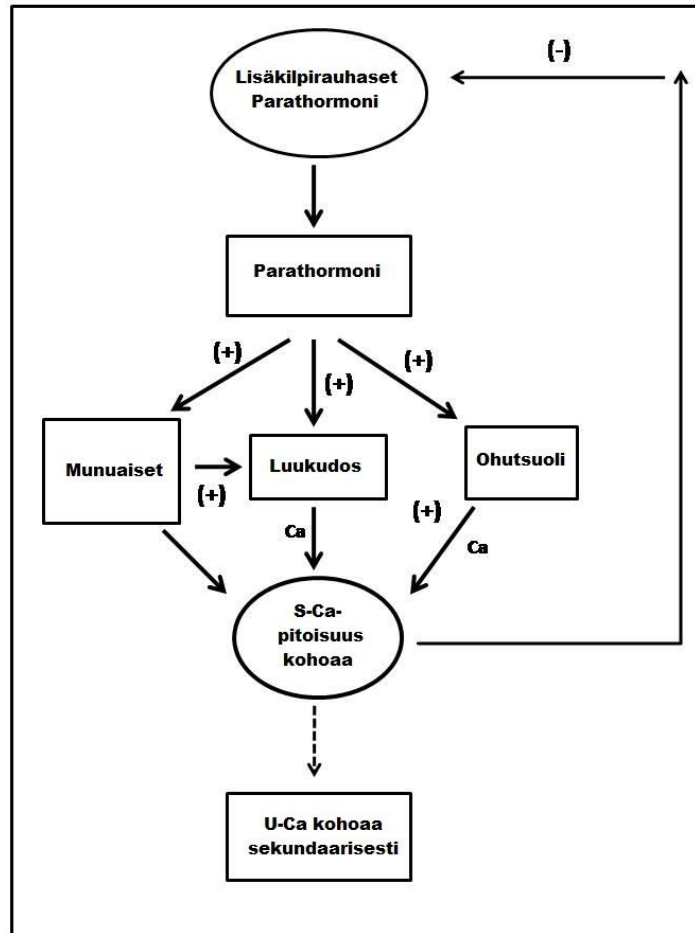 (-)
Lisäkilpirauhaset
Parathormoni
Parathormoni
(+)
(+)
(+)
Munuaiset
Luukudos
Ohutsuoli
(+)
(+)
Ca
Ca
S-Ca-
pitoisuus
kohoaa
U-Ca kohoaa
sekundaarisesti